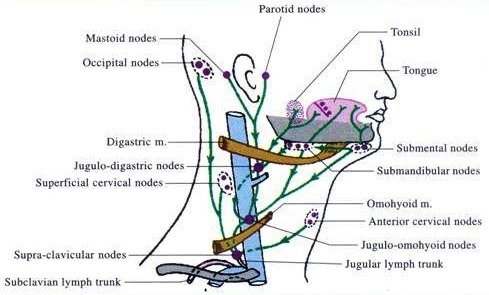 Parotid nodes
Mastoid nodes
Tonsil
Occipital nodes
Tongue
Digastric m.
Submental nodes
Jugulo-digastric nodes
Submandibular nodes
Superficial cervical nodes
Omohyoid m.
Anterior cervical nodes
Jugulo-omohyoid nodes
Supra-clavicular nodes
Jugular lymph trunk
Subclavian lymph trunk